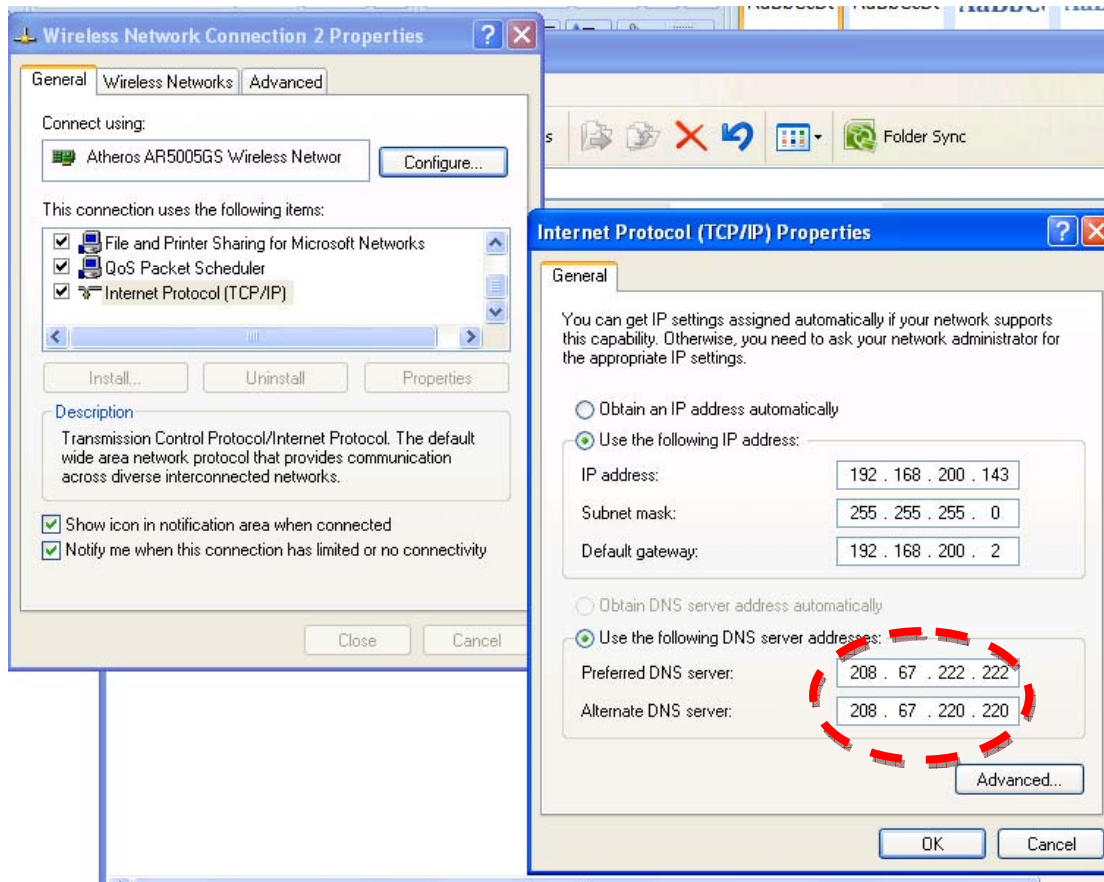 Wireless Network Connection 2 Properties
General Wireless Networks Advanced
Connect using:
Atheros AR5005GS Wireless Networ
Configure...
This connection uses the following items:
File and Printer Sharing for Microsoft Networks
QoS Packet Scheduler
Internet Protocol (TCP/IP)
Install... Uninstall Properties
Description
Transmission Control Protocol/Internet Protocol. The default
wide area network protocol that provides communication
across diverse interconnected networks.
Show icon in notification area when connected
Notify me when this connection has limited or no connectivity
Close Cancel
s
Folder Sync
Internet Protocol (TCP/IP) Properties
General
You can get IP settings assigned automatically if your network supports
this capability. Otherwise, you need to ask your network administrator for
the appropriate IP settings.
Obtain an IP address automatically
Use the following IP address:
IP address: 192 . 168 . 200 . 143
Subnet mask: 255 . 255 . 255 . 0
Default gateway: 192 . 168 . 200 . 2
Obtain DNS server address automatically
Use the following DNS server addresses:
Preferred DNS server: 208 . 67 . 222 . 222
Alternate DNS server: 208 . 67 . 220 . 220
Advanced...
OK Cancel